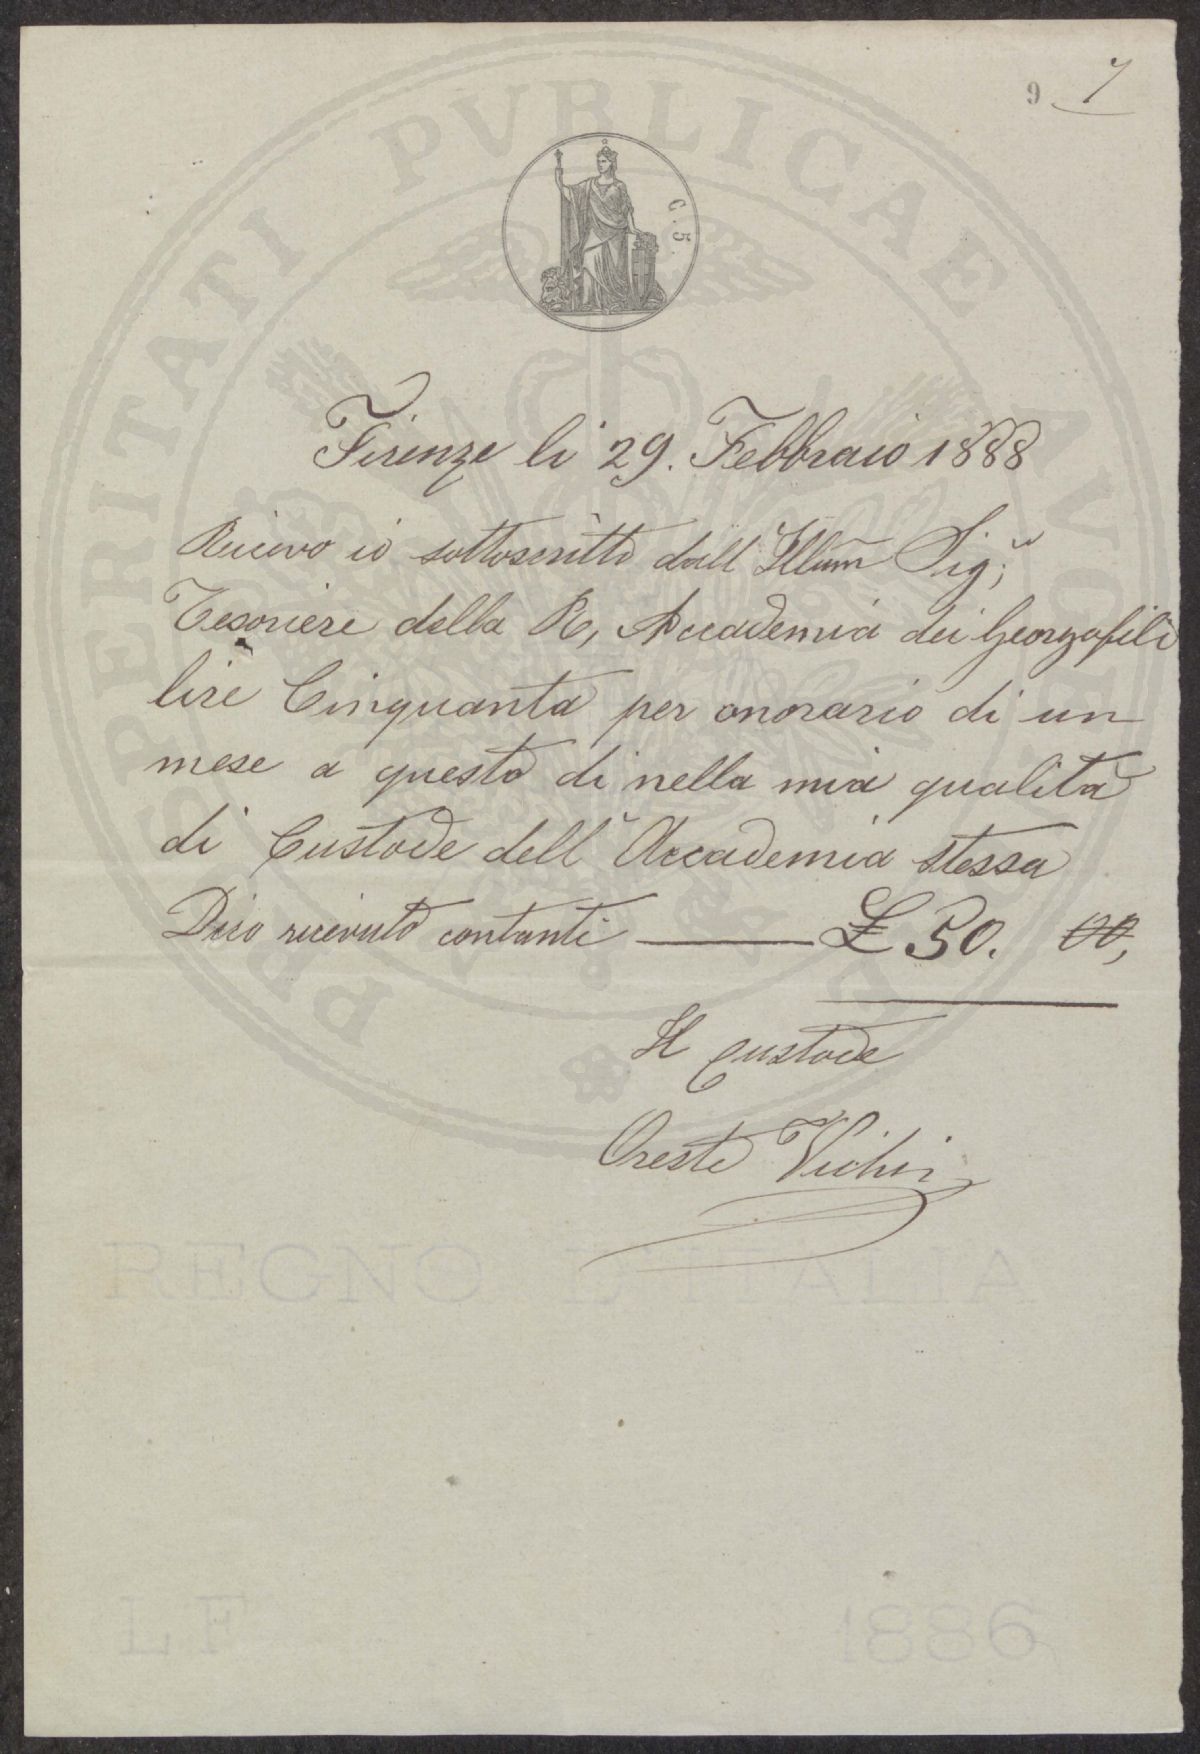 9 7
C. 5.
PROSPERITATI PVBLICAE AVGENDAE
Firenze li 29. Febbraio 1888
Ricevo io sottoscritto dall Illum Sigr;
Tesoriere della R, Accademia dei Georgofili
lire Cinquanta per onorario di un
mese a questo di nella mia qualità
di Custode dell'Accademia stessa
Dico ricevuto contanti £ 50. 00,
Il Custode
Oreste Vichi
REGNO D'ITALIA
LF 1886